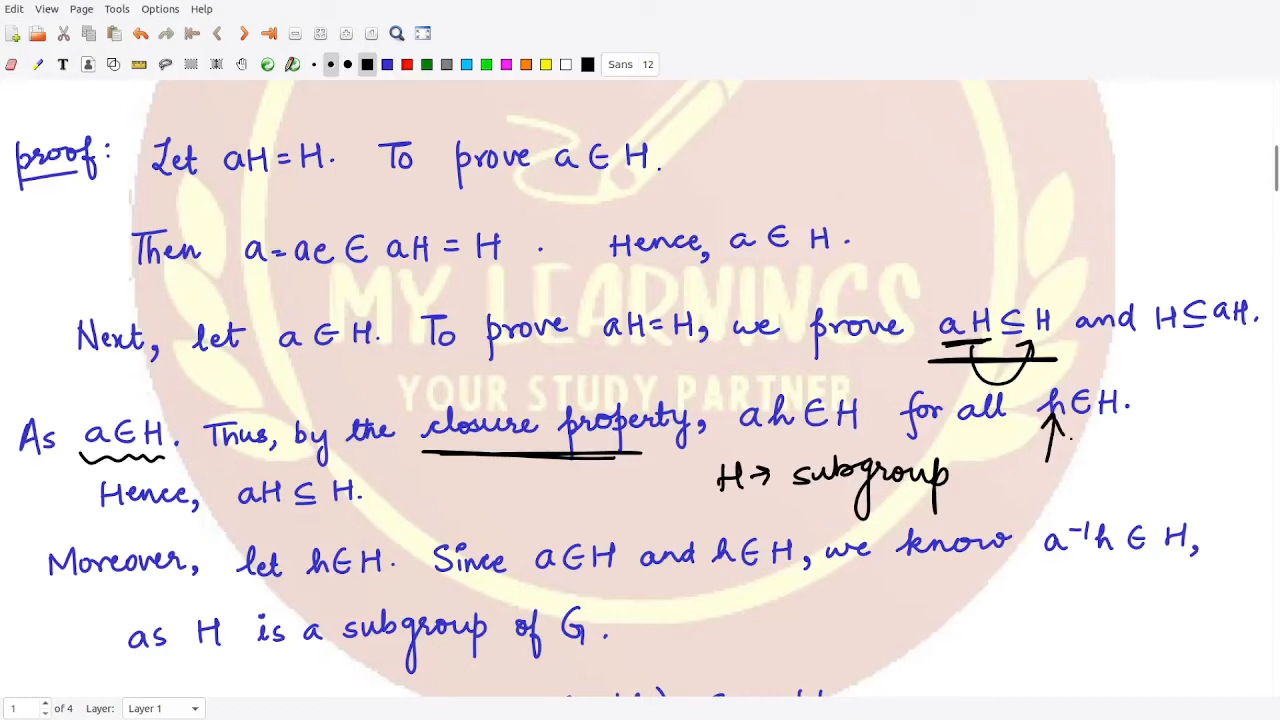 Edit View Page Tools Options Help
Sans 12
proof: Let aH = H. To prove a ∈ H.
Then a = ae ∈ aH = H . Hence, a ∈ H.
MY LEARNINGS
Next, let a ∈ H. To prove aH = H, we prove aH ⊆ H and H ⊆ aH.
YOUR STUDY PARTNER
As a ∈ H. Thus, by the closure property, ah ∈ H for all h ∈ H.
H → subgroup
Hence, aH ⊆ H.
Moreover, let h ∈ H. Since a ∈ H and h ∈ H, we know a⁻¹h ∈ H,
as H is a subgroup of G.
1 of 4 Layer: Layer 1